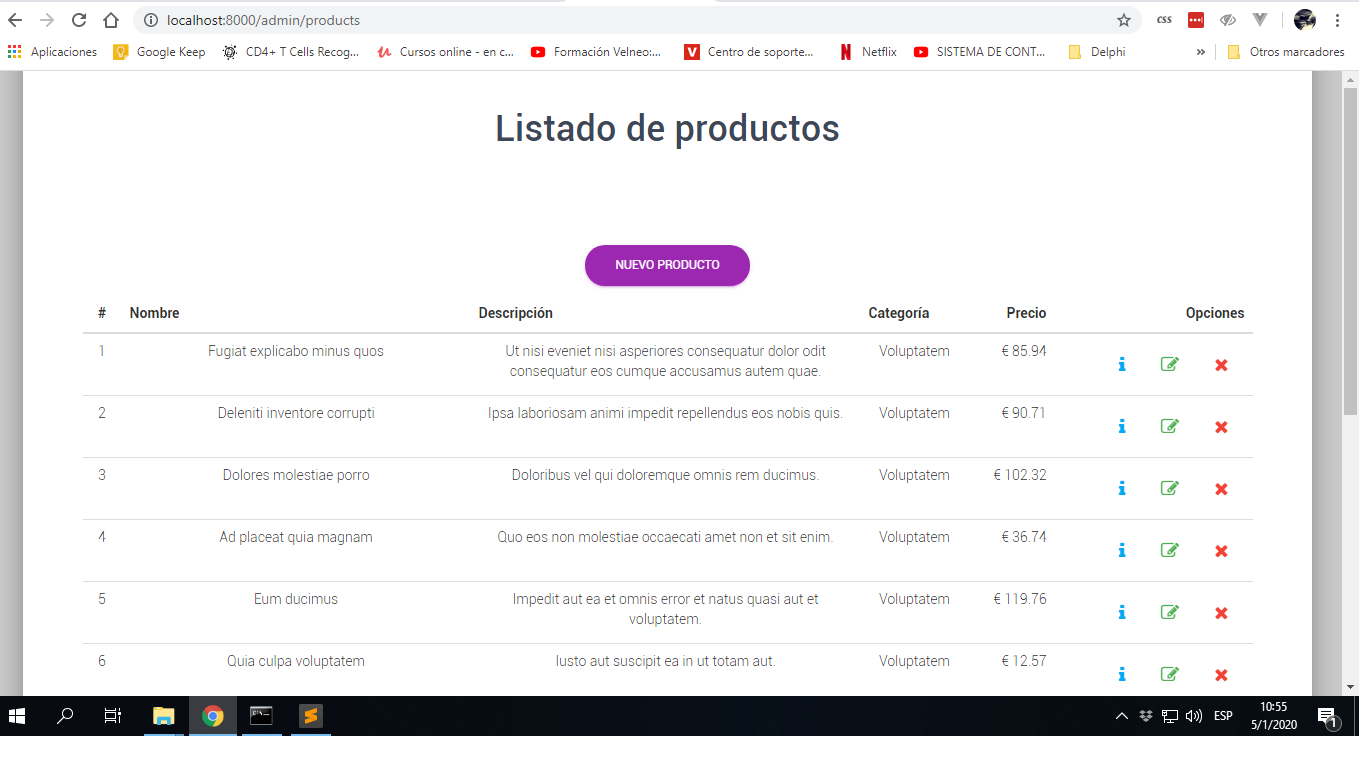 localhost:8000/admin/products
css
Aplicaciones
Google Keep
CD4+ T Cells Recog...
Cursos online - en c...
Formación Velneo:...
Centro de soporte...
Netflix
SISTEMA DE CONT...
Delphi
»
Otros marcadores
Listado de productos
NUEVO PRODUCTO
# Nombre Descripción Categoría Precio Opciones
1 Fugiat explicabo minus quos Ut nisi eveniet nisi asperiores consequatur dolor odit Voluptatem € 85.94
consequatur eos cumque accusamus autem quae.
2 Deleniti inventore corrupti Ipsa laboriosam animi impedit repellendus eos nobis quis. Voluptatem € 90.71
3 Dolores molestiae porro Doloribus vel qui doloremque omnis rem ducimus. Voluptatem € 102.32
4 Ad placeat quia magnam Quo eos non molestiae occaecati amet non et sit enim. Voluptatem € 36.74
5 Eum ducimus Impedit aut ea et omnis error et natus quasi aut et Voluptatem € 119.76
voluptatem.
6 Quia culpa voluptatem Iusto aut suscipit ea in ut totam aut. Voluptatem € 12.57
ESP
10:55
5/1/2020
1